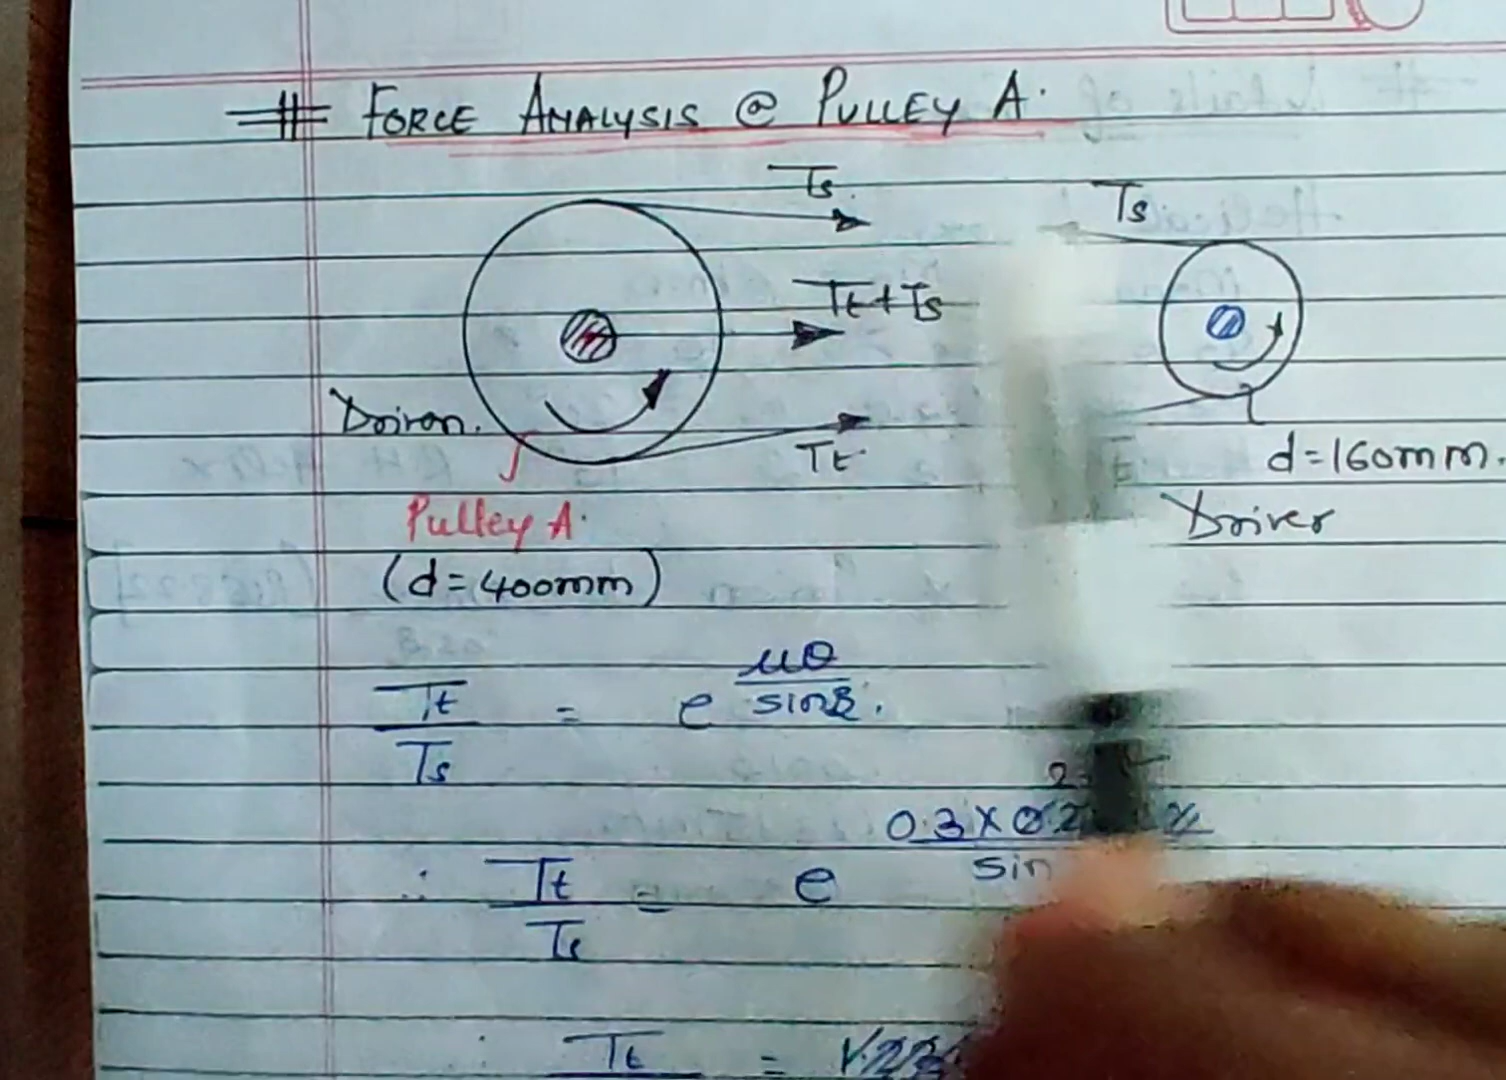 # FORCE ANALYSIS @ PULLEY A.
Ts.
Ts
Tt + Ts
Driven.
Tt
d=160mm.
Pulley A.
Driver
(d=400mm)
Tt/Ts = e^(μθ/sinβ).
∴ Tt/Ts = e^(0.3 × / sin
∴ Tt =